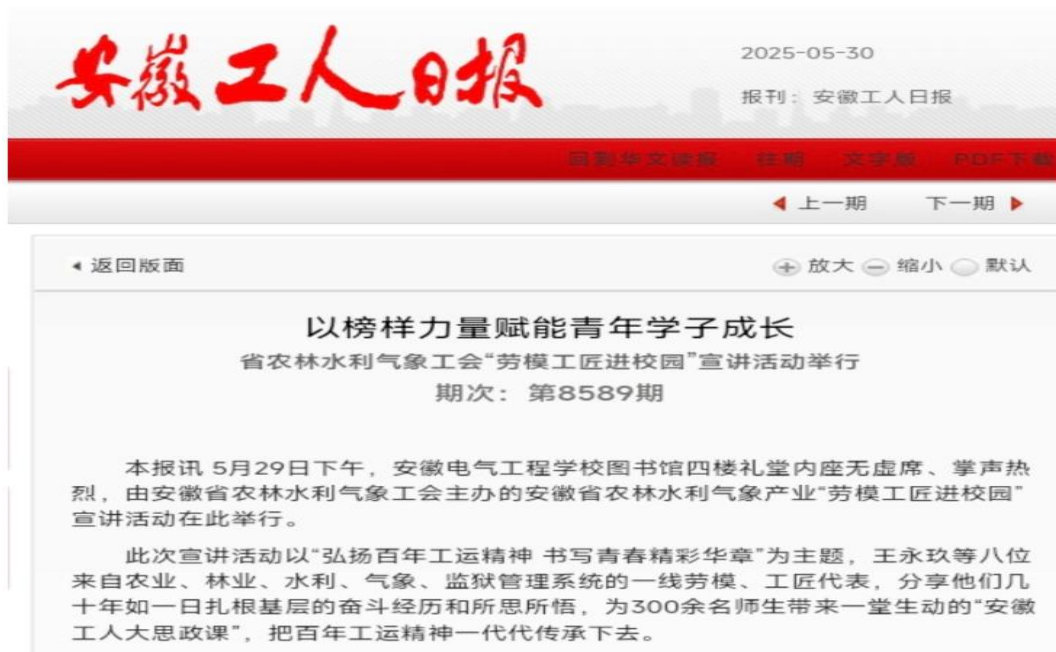 安徽工人日报
2025-05-30
报刊：安徽工人日报
回到华文读报 往期 文字版 PDF下载
上一期 下一期
返回版面
放大 缩小 默认
以榜样力量赋能青年学子成长
省农林水利气象工会“劳模工匠进校园”宣讲活动举行
期次：第8589期
本报讯 5月29日下午，安徽电气工程学校图书馆四楼礼堂内座无虚席、掌声热
烈，由安徽省农林水利气象工会主办的安徽省农林水利气象产业“劳模工匠进校园”
宣讲活动在此举行。
此次宣讲活动以“弘扬百年工运精神 书写青春精彩华章”为主题，王永玖等八位
来自农业、林业、水利、气象、监狱管理系统的一线劳模、工匠代表，分享他们几
十年如一日扎根基层的奋斗经历和所思所悟，为300余名师生带来一堂生动的“安徽
工人大思政课”，把百年工运精神一代代传承下去。